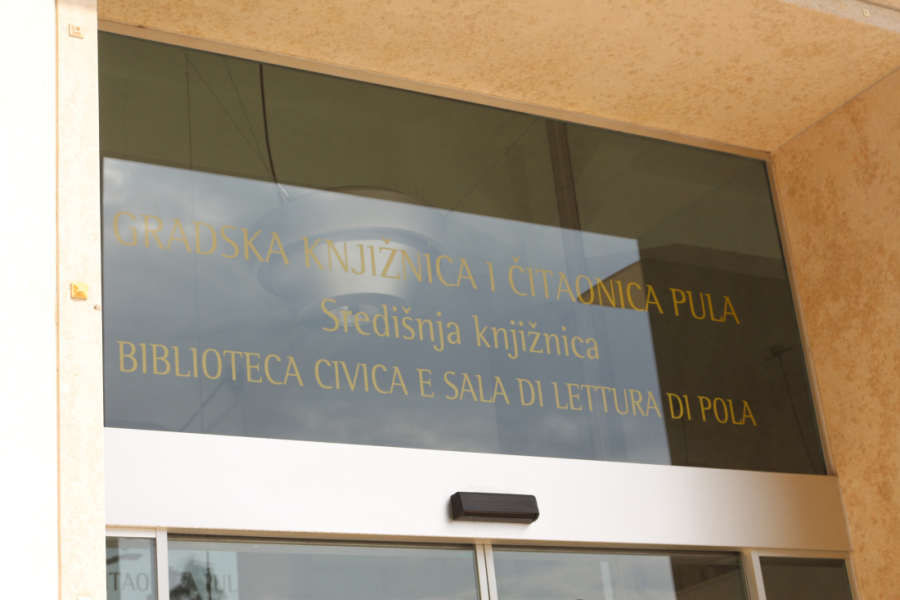 GRADSKA KNJIŽNICA I ČITAONICA PULA
Središnja knjižnica
BIBLIOTECA CIVICA E SALA DI LETTURA DI POLA